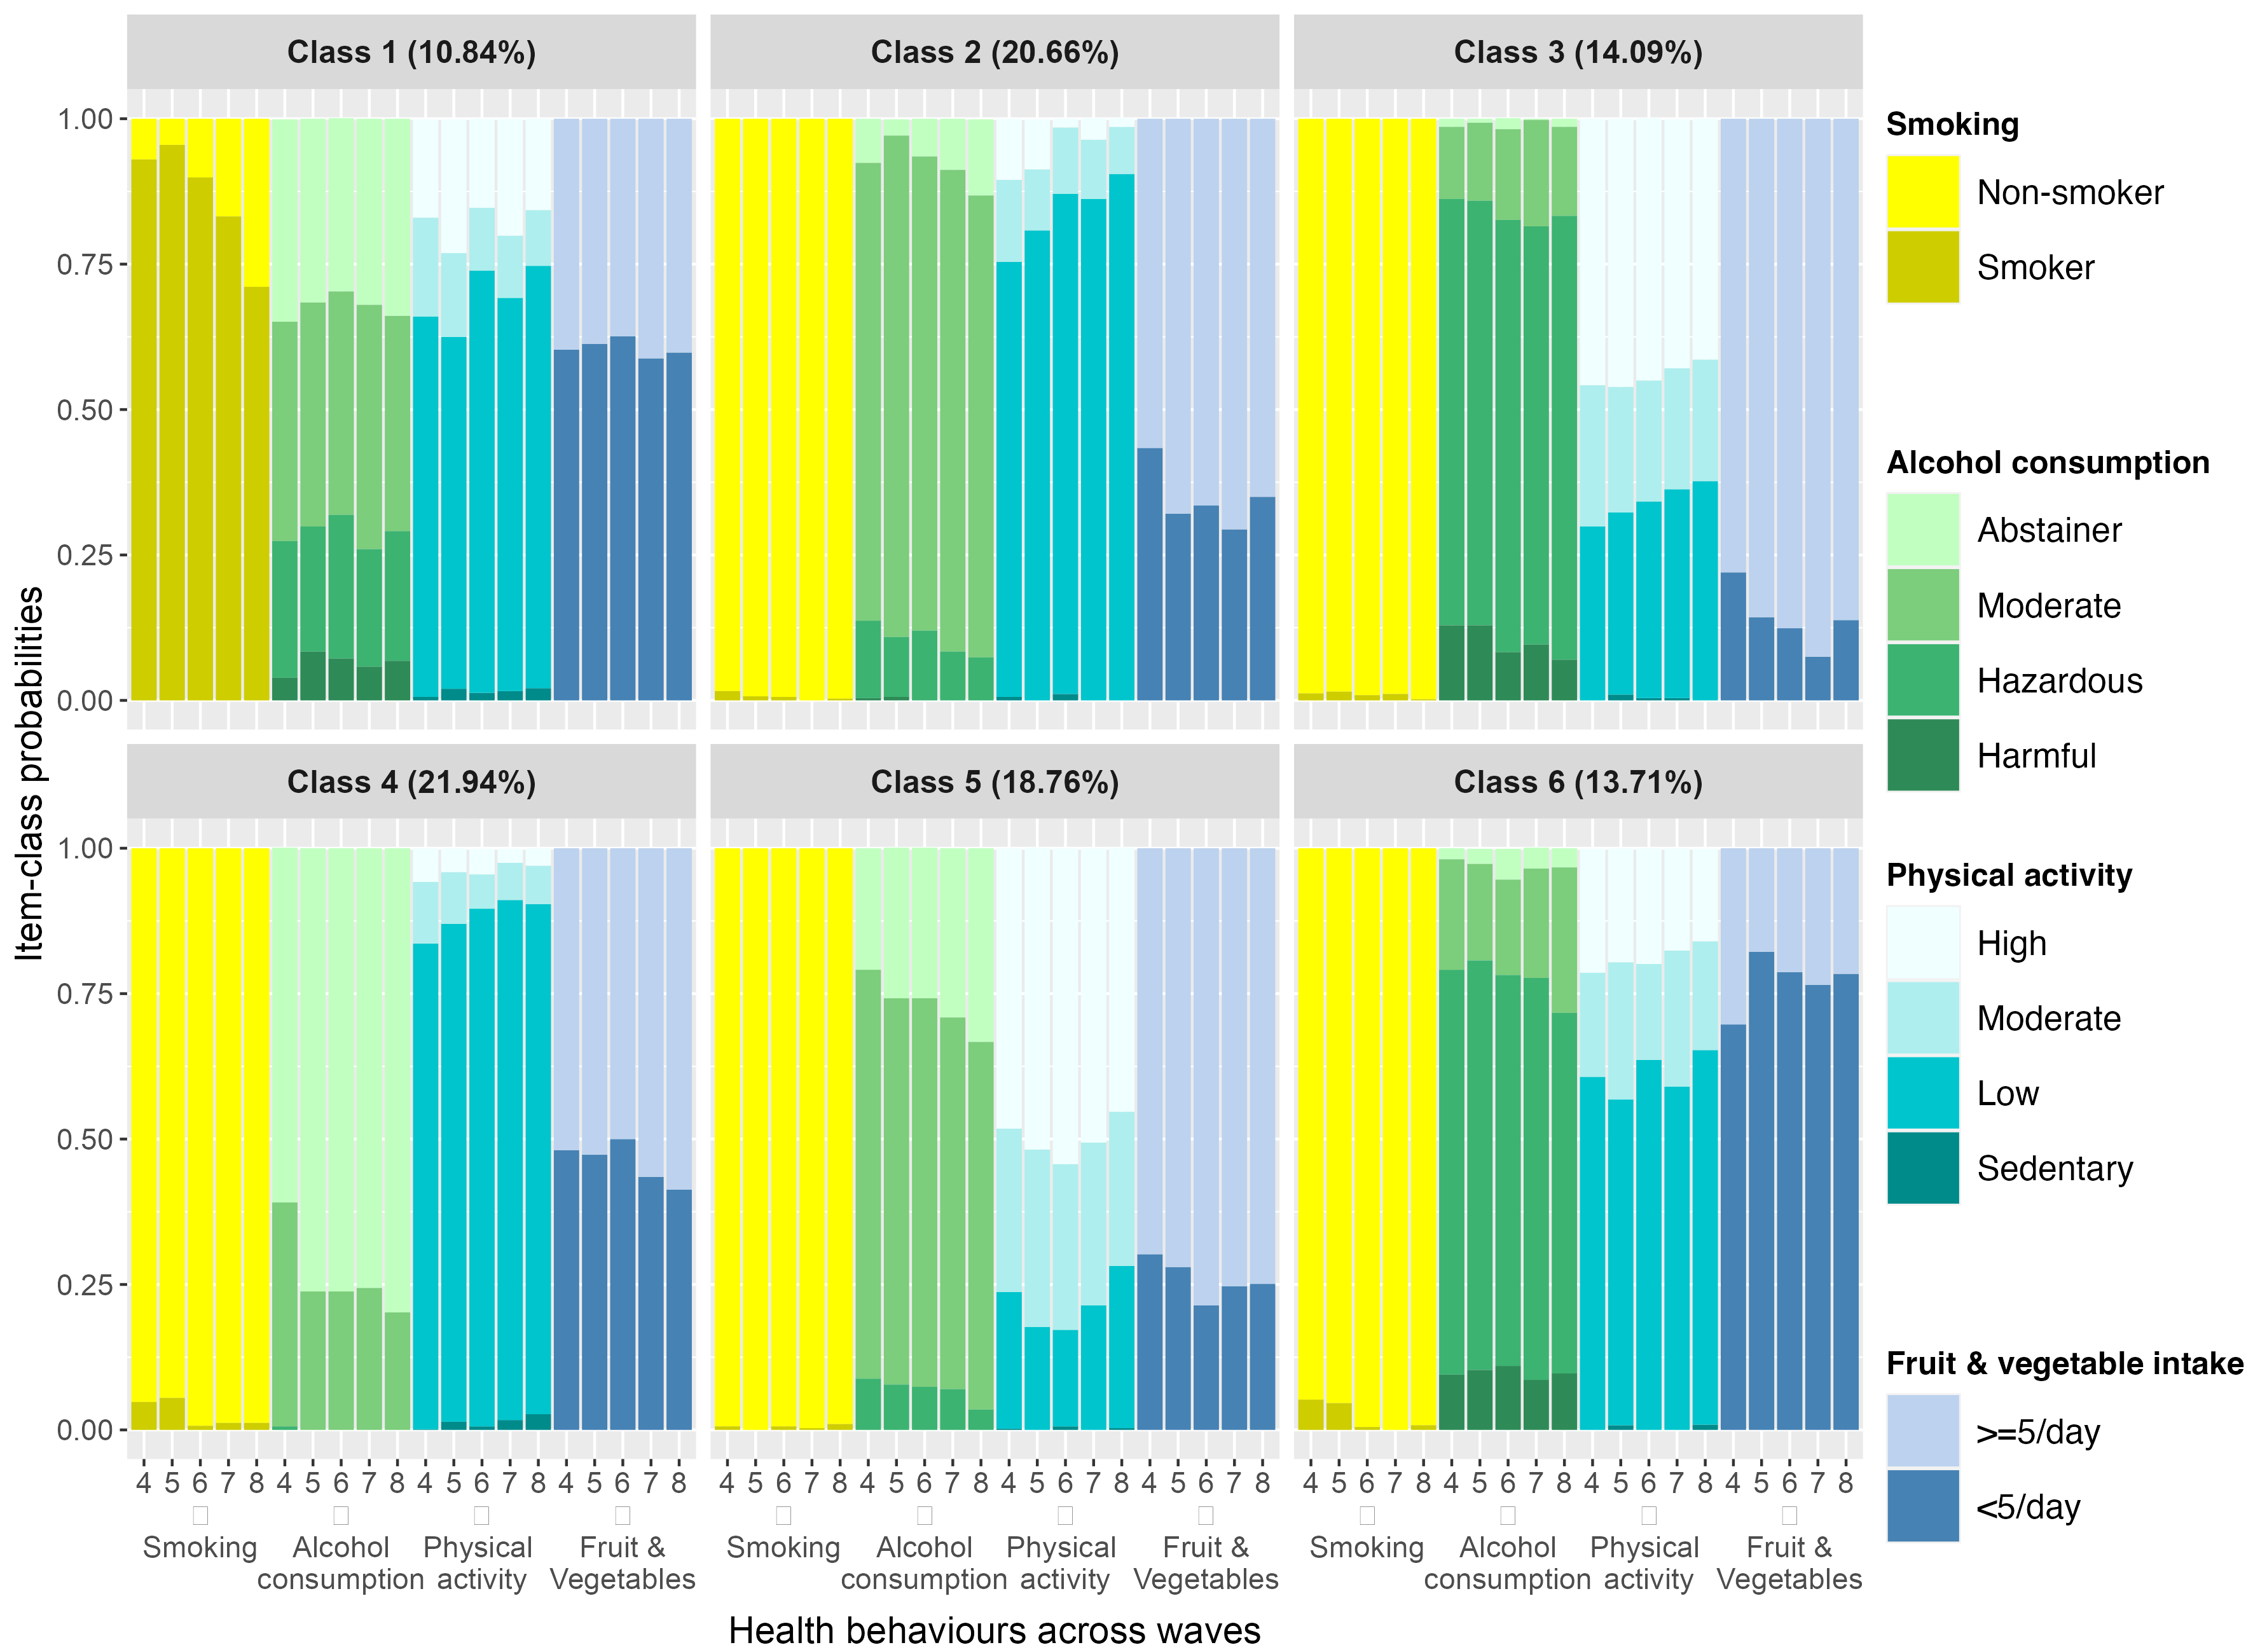 Class 1 (10.84%)
Class 2 (20.66%)
Class 3 (14.09%)
1.00
0.75
0.50
0.25
0.00
Class 4 (21.94%)
Class 5 (18.76%)
Class 6 (13.71%)
1.00
0.75
0.50
0.25
0.00
Item-class probabilities
4 5 6 7 8 4 5 6 7 8 4 5 6 7 8 4 5 6 7 8
Smoking
Alcohol
consumption
Physical
activity
Fruit &
Vegetables
4 5 6 7 8 4 5 6 7 8 4 5 6 7 8 4 5 6 7 8
Smoking
Alcohol
consumption
Physical
activity
Fruit &
Vegetables
4 5 6 7 8 4 5 6 7 8 4 5 6 7 8 4 5 6 7 8
Smoking
Alcohol
consumption
Physical
activity
Fruit &
Vegetables
Health behaviours across waves
Smoking
Non-smoker
Smoker
Alcohol consumption
Abstainer
Moderate
Hazardous
Harmful
Physical activity
High
Moderate
Low
Sedentary
Fruit & vegetable intake
>=5/day
<5/day